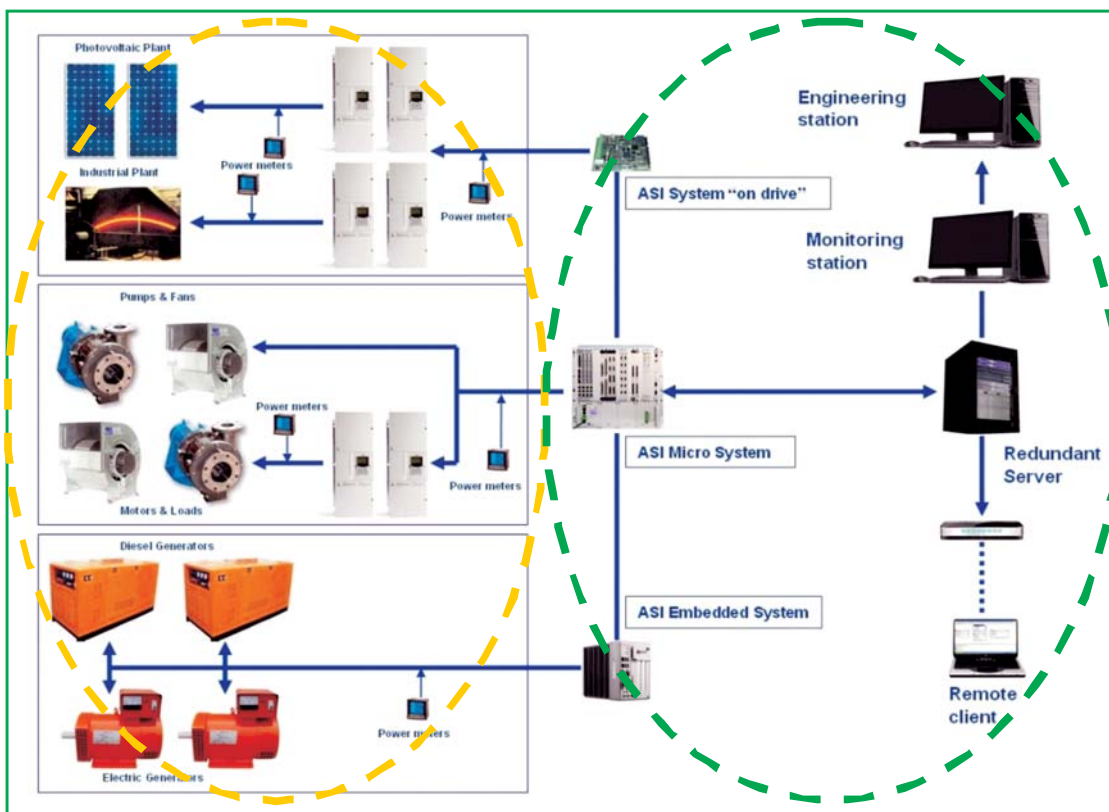 Photovoltaic Plant
Power meters
Industrial Plant
Power meters
ASI System “on drive”
Engineering
station
Monitoring
station
Pumps & Fans
Power meters
Power meters
Motors & Loads
ASI Micro System
Redundant
Server
Diesel Generators
ASI Embedded System
Power meters
Electric Generators
Remote
client